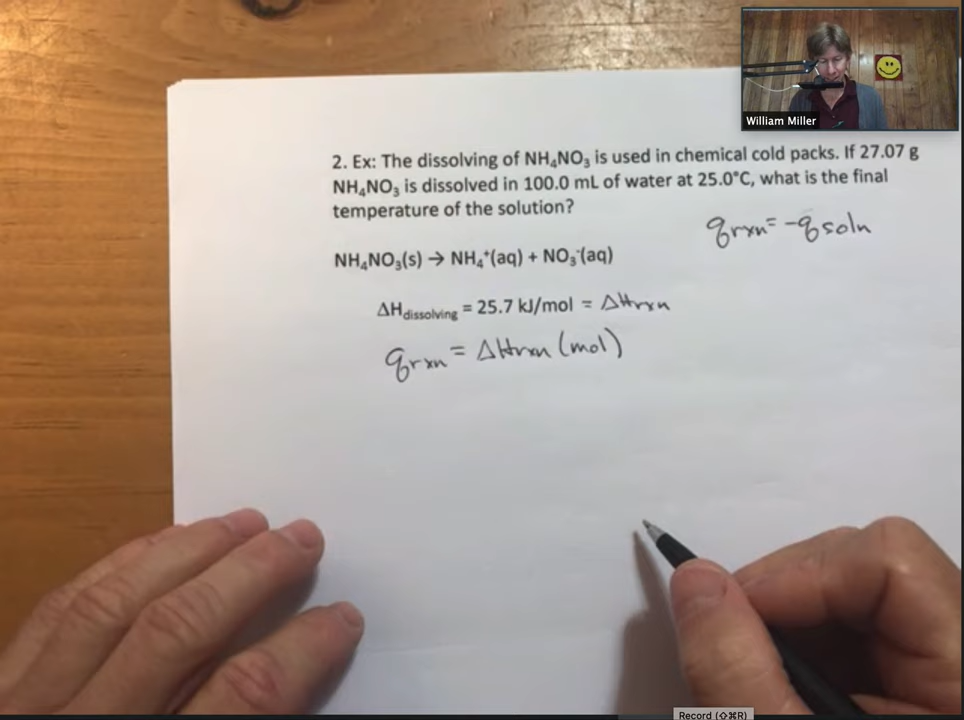 William Miller
2. Ex: The dissolving of NH₄NO₃ is used in chemical cold packs. If 27.07 g
NH₄NO₃ is dissolved in 100.0 mL of water at 25.0°C, what is the final
temperature of the solution?
qrxn = -qsoln
NH₄NO₃(s) → NH₄⁺(aq) + NO₃⁻(aq)
ΔHdissolving = 25.7 kJ/mol = ΔHrxn
qrxn = ΔHrxn (mol)
Record (⇧⌘R)